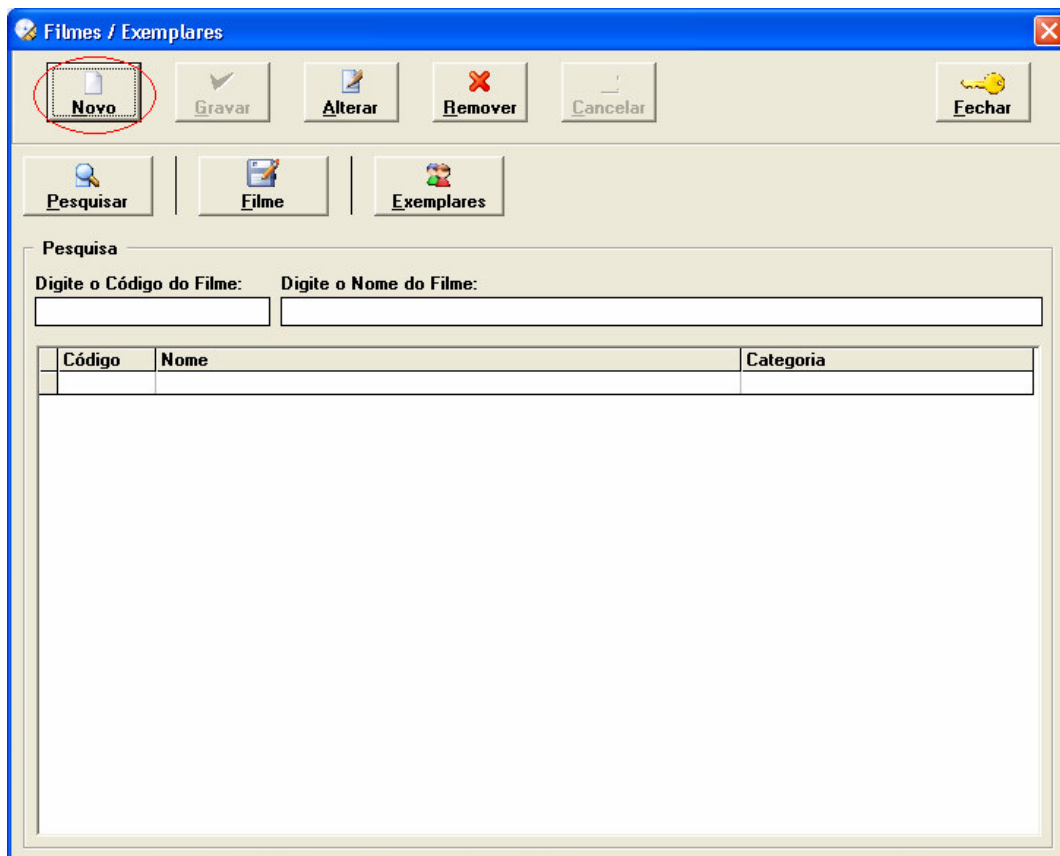 Filmes / Exemplares
Novo Gravar Alterar Remover Cancelar Fechar
Pesquisar Filme Exemplares
Pesquisa
Digite o Código do Filme: Digite o Nome do Filme:
Código Nome Categoria